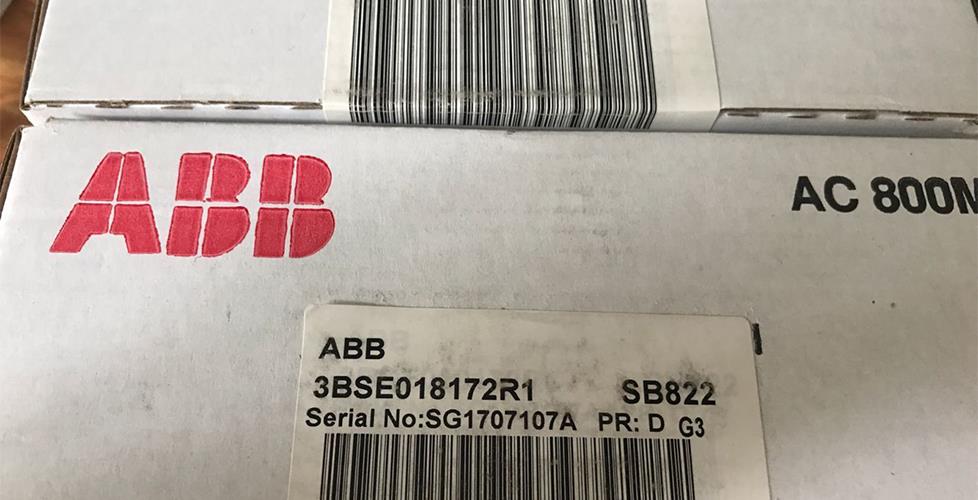 ABB
AC 800M
ABB
3BSE018172R1 SB822
Serial No:SG1707107A PR: D G3